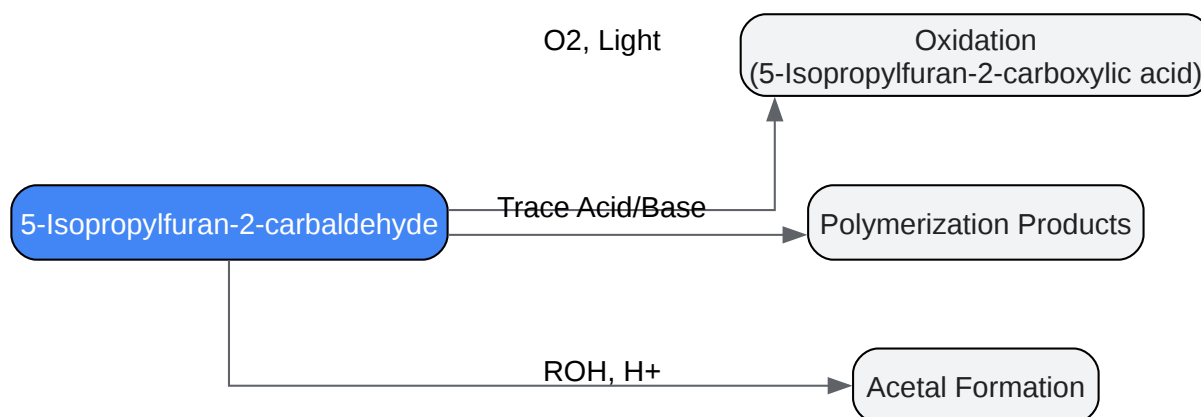 O2, Light
Oxidation
(5-Isopropylfuran-2-carboxylic acid)
5-Isopropylfuran-2-carbaldehyde
Trace Acid/Base
Polymerization Products
ROH, H+
Acetal Formation